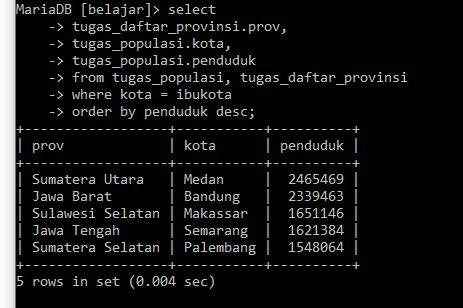 MariaDB [belajar]> select
    -> tugas_daftar_provinsi.prov,
    -> tugas_populasi.kota,
    -> tugas_populasi.penduduk
    -> from tugas_populasi, tugas_daftar_provinsi
    -> where kota = ibukota
    -> order by penduduk desc;
+------------------+-----------+----------+
| prov             | kota      | penduduk |
+------------------+-----------+----------+
| Sumatera Utara   | Medan     |  2465469 |
| Jawa Barat       | Bandung   |  2339463 |
| Sulawesi Selatan | Makassar  |  1651146 |
| Jawa Tengah      | Semarang  |  1621384 |
| Sumatera Selatan | Palembang |  1548064 |
+------------------+-----------+----------+
5 rows in set (0.004 sec)